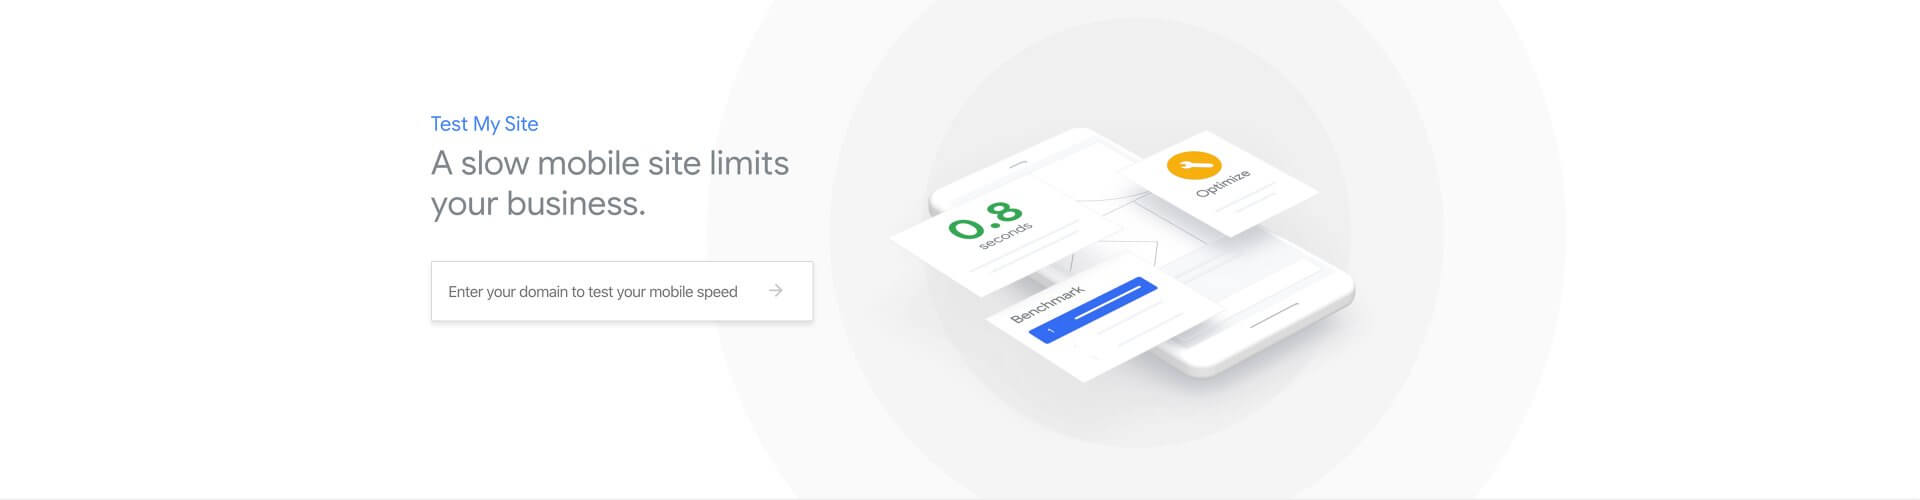 Test My Site
A slow mobile site limits
your business.
Enter your domain to test your mobile speed
0.8
seconds
Optimize
Benchmark
1